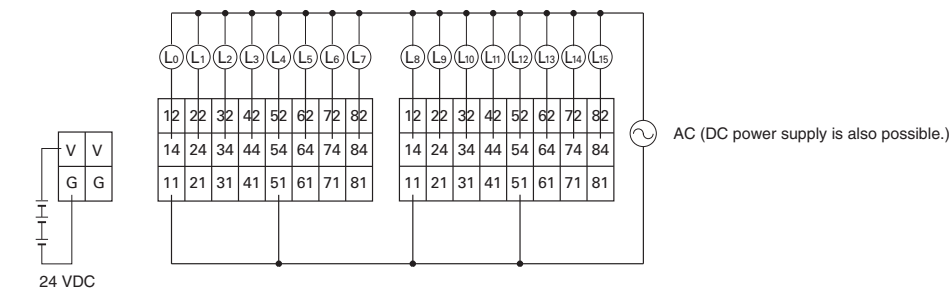 L0 L1 L2 L3 L4 L5 L6 L7 L8 L9 L10 L11 L12 L13 L14 L15
12 22 32 42 52 62 72 82 12 22 32 42 52 62 72 82
AC (DC power supply is also possible.)
V V 14 24 34 44 54 64 74 84 14 24 34 44 54 64 74 84
G G 11 21 31 41 51 61 71 81 11 21 31 41 51 61 71 81
24 VDC